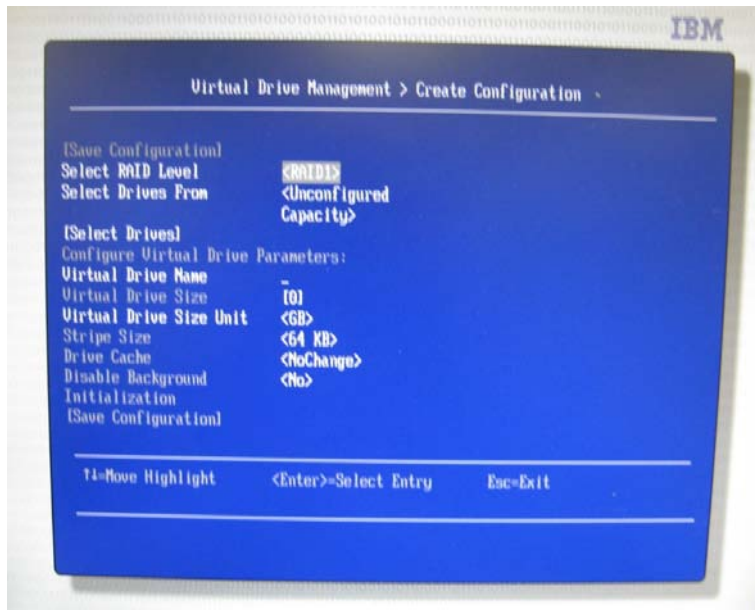 IBM
Virtual Drive Management > Create Configuration
[Save Configuration]
Select RAID Level <RAID1>
Select Drives From <Unconfigured
Capacity>
[Select Drives]
Configure Virtual Drive Parameters:
Virtual Drive Name _
Virtual Drive Size [0]
Virtual Drive Size Unit <GB>
Stripe Size <64 KB>
Drive Cache <NoChange>
Disable Background <No>
Initialization
[Save Configuration]
↑↓=Move Highlight <Enter>=Select Entry Esc=Exit